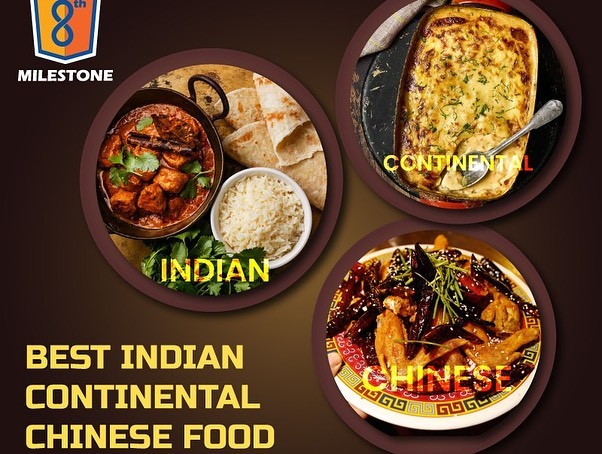 8th
MILESTONE
CONTINENTAL
INDIAN
CHINESE
BEST INDIAN
CONTINENTAL
CHINESE FOOD